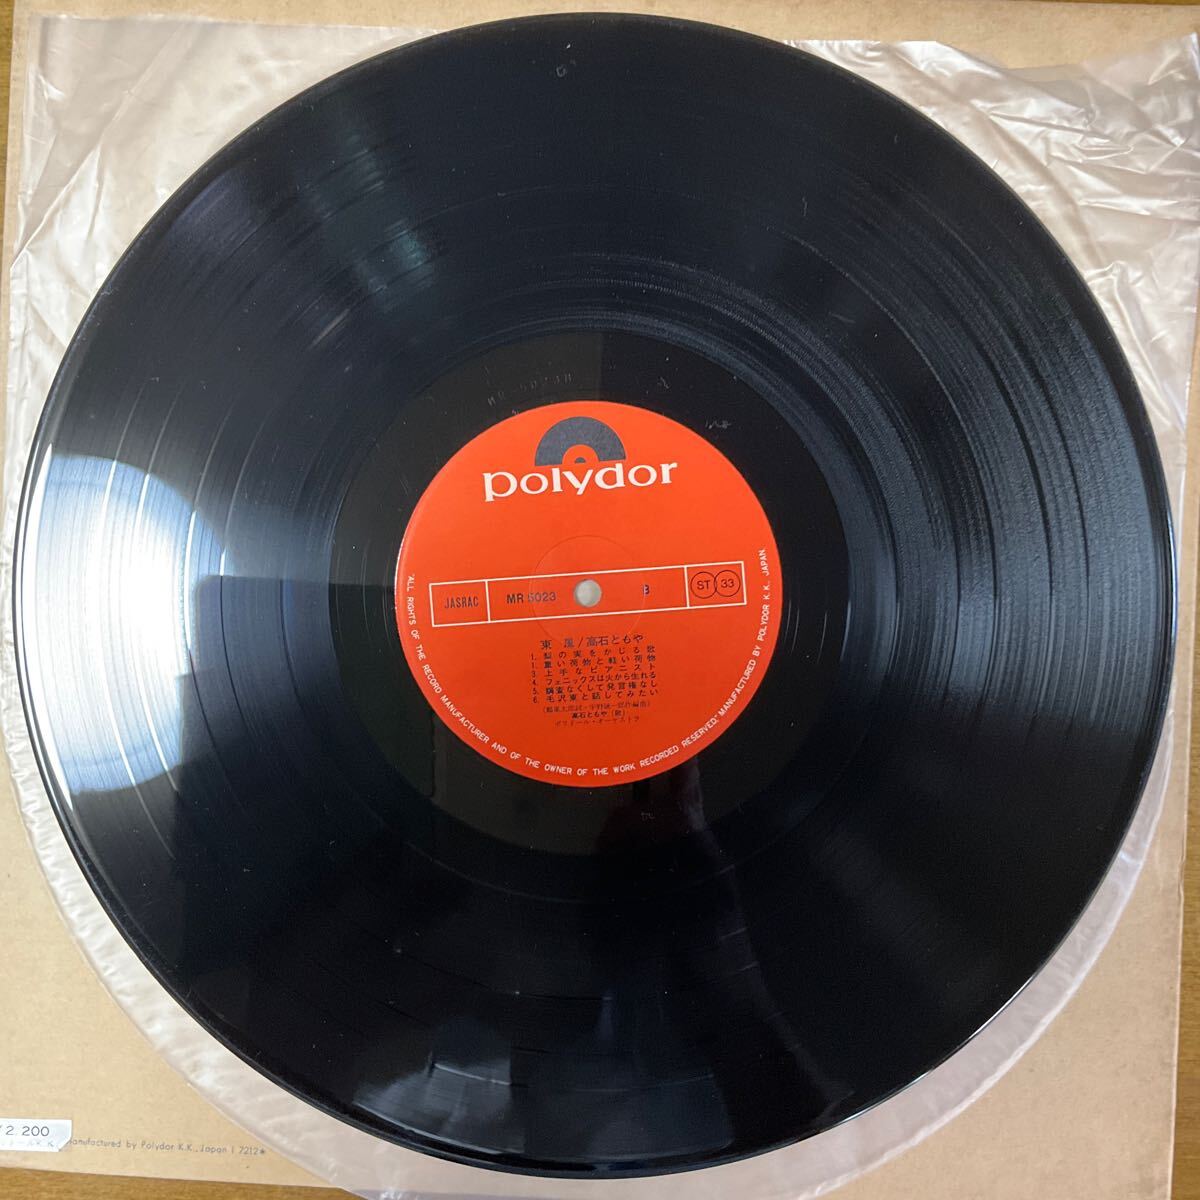 MR 5023 B
polydor
JASRAC
MR 5023
B
ST 33
東風/高石ともや
1. 梨の実をかじる歌
1. 重い荷物と軽い荷物
3. 上手なピアニスト
4. フェニックスは火から生れる
5. 調査なくして発言権なし
6. 毛沢東と話してみたい
高石ともや(歌)
ポリドール・オーケストラ
"ALL RIGHTS OF THE RECORD MANUFACTURER AND OF THE OWNER OF THE WORK RECORDED RESERVED." MANUFACTURED BY POLYDOR K.K. JAPAN.
¥2,200
Manufactured by Polydor K.K., Japan I 7212*